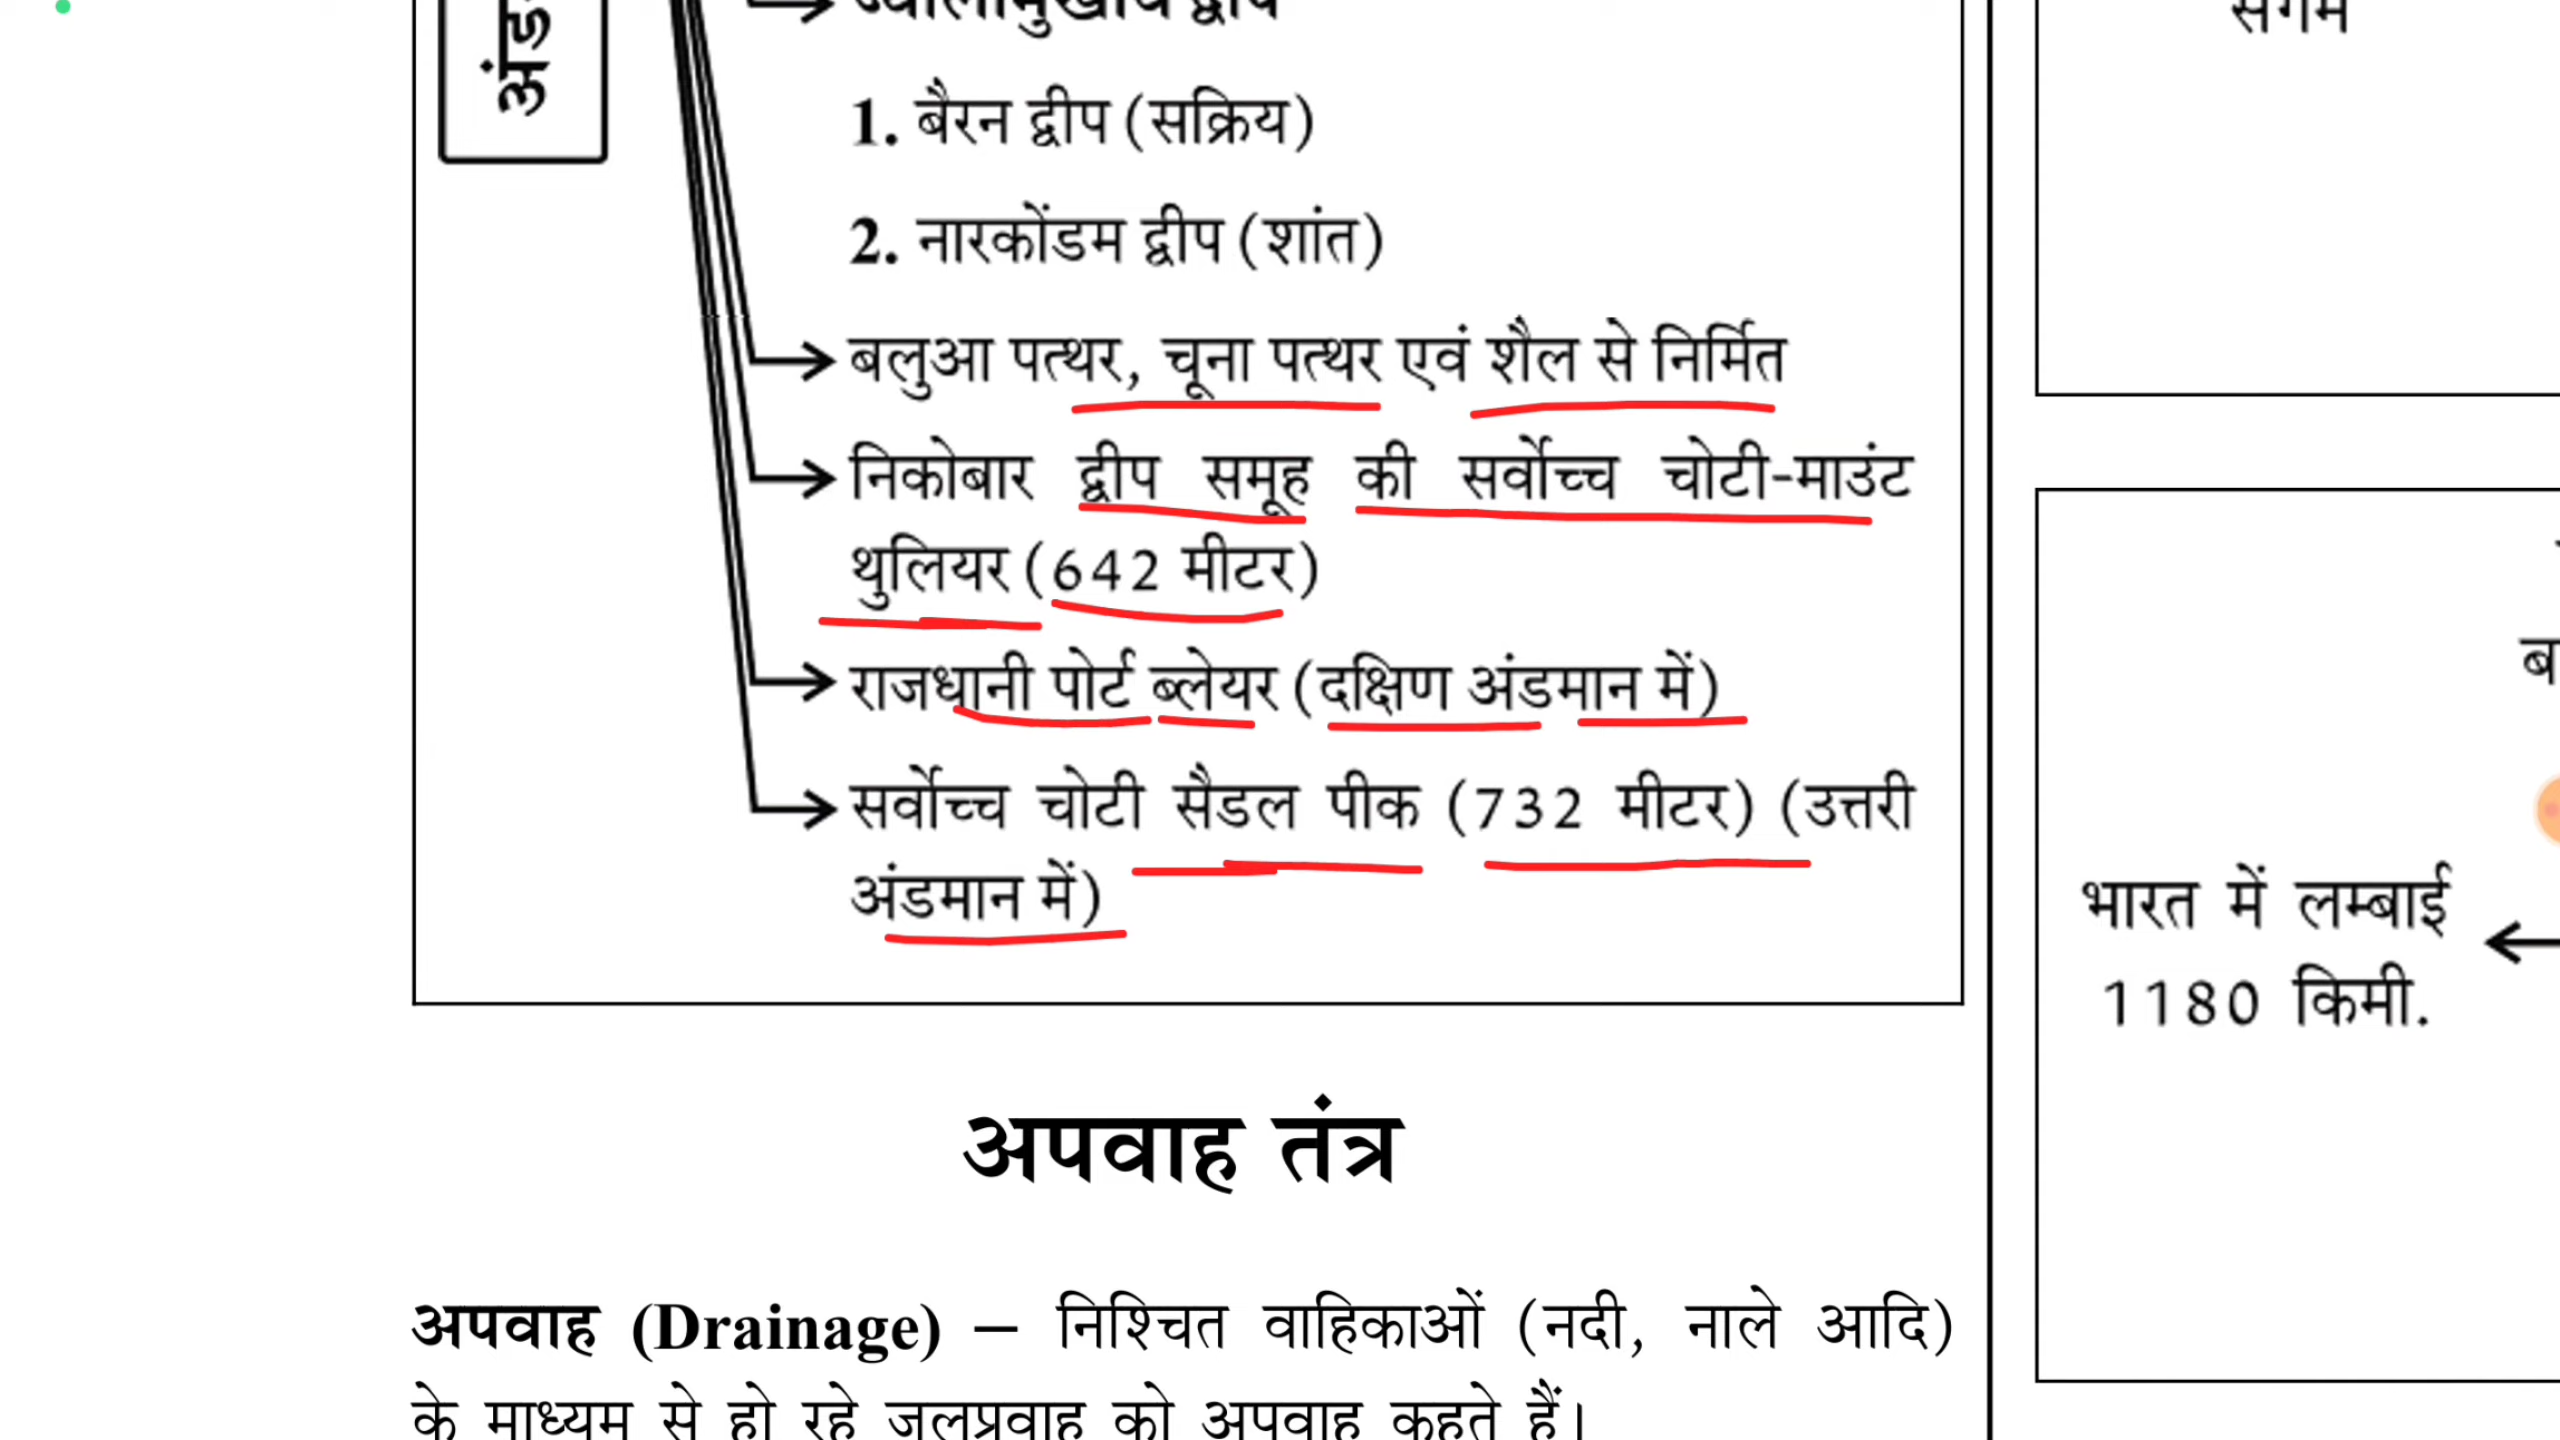 अंड
ज्वालामुखीय द्वीप
1. बैरन द्वीप (सक्रिय)
2. नारकोंडम द्वीप (शांत)
बलुआ पत्थर, चूना पत्थर एवं शैल से निर्मित
निकोबार द्वीप समूह की सर्वोच्च चोटी-माउंट
थुलियर (642 मीटर)
राजधानी पोर्ट ब्लेयर (दक्षिण अंडमान में)
सर्वोच्च चोटी सैडल पीक (732 मीटर) (उत्तरी
अंडमान में)
अपवाह तंत्र
अपवाह (Drainage) – निश्चित वाहिकाओं (नदी, नाले आदि)
के माध्यम से हो रहे जलप्रवाह को अपवाह कहते हैं।
संगम
ब
भारत में लम्बाई
1180 किमी.